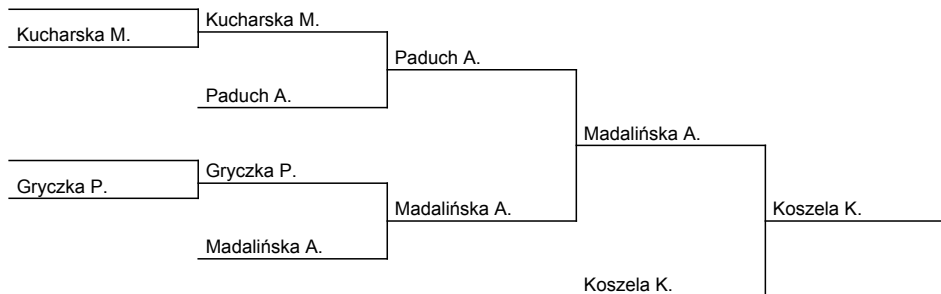 Kucharska M.
Kucharska M.
Paduch A.
Paduch A.
Madalińska A.
Gryczka P.
Gryczka P.
Koszela K.
Madalińska A.
Madalińska A.
Koszela K.